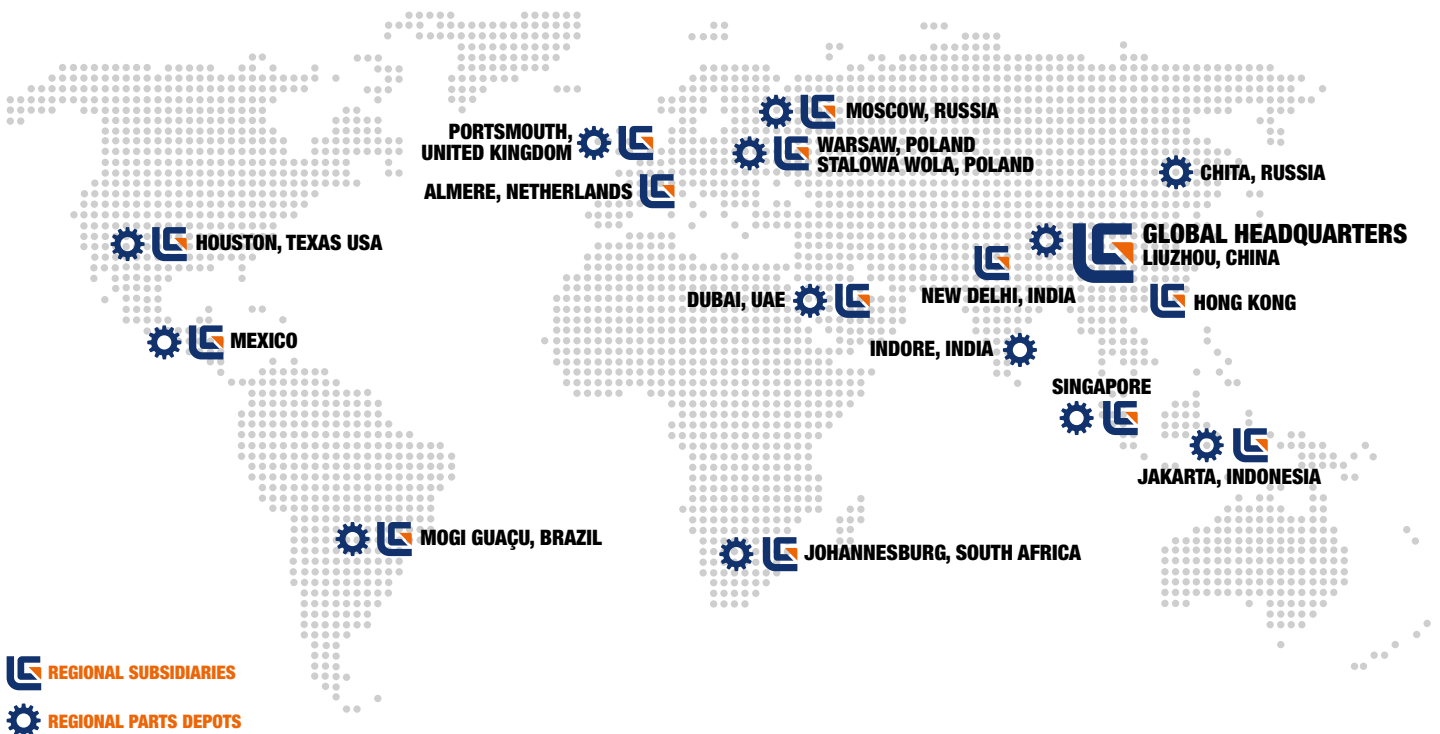 MOSCOW, RUSSIA
PORTSMOUTH,
UNITED KINGDOM
WARSAW, POLAND
STALOWA WOLA, POLAND
CHITA, RUSSIA
ALMERE, NETHERLANDS
HOUSTON, TEXAS USA
GLOBAL HEADQUARTERS
LIUZHOU, CHINA
NEW DELHI, INDIA
DUBAI, UAE
HONG KONG
MEXICO
INDORE, INDIA
SINGAPORE
JAKARTA, INDONESIA
MOGI GUAÇU, BRAZIL
JOHANNESBURG, SOUTH AFRICA
REGIONAL SUBSIDIARIES
REGIONAL PARTS DEPOTS